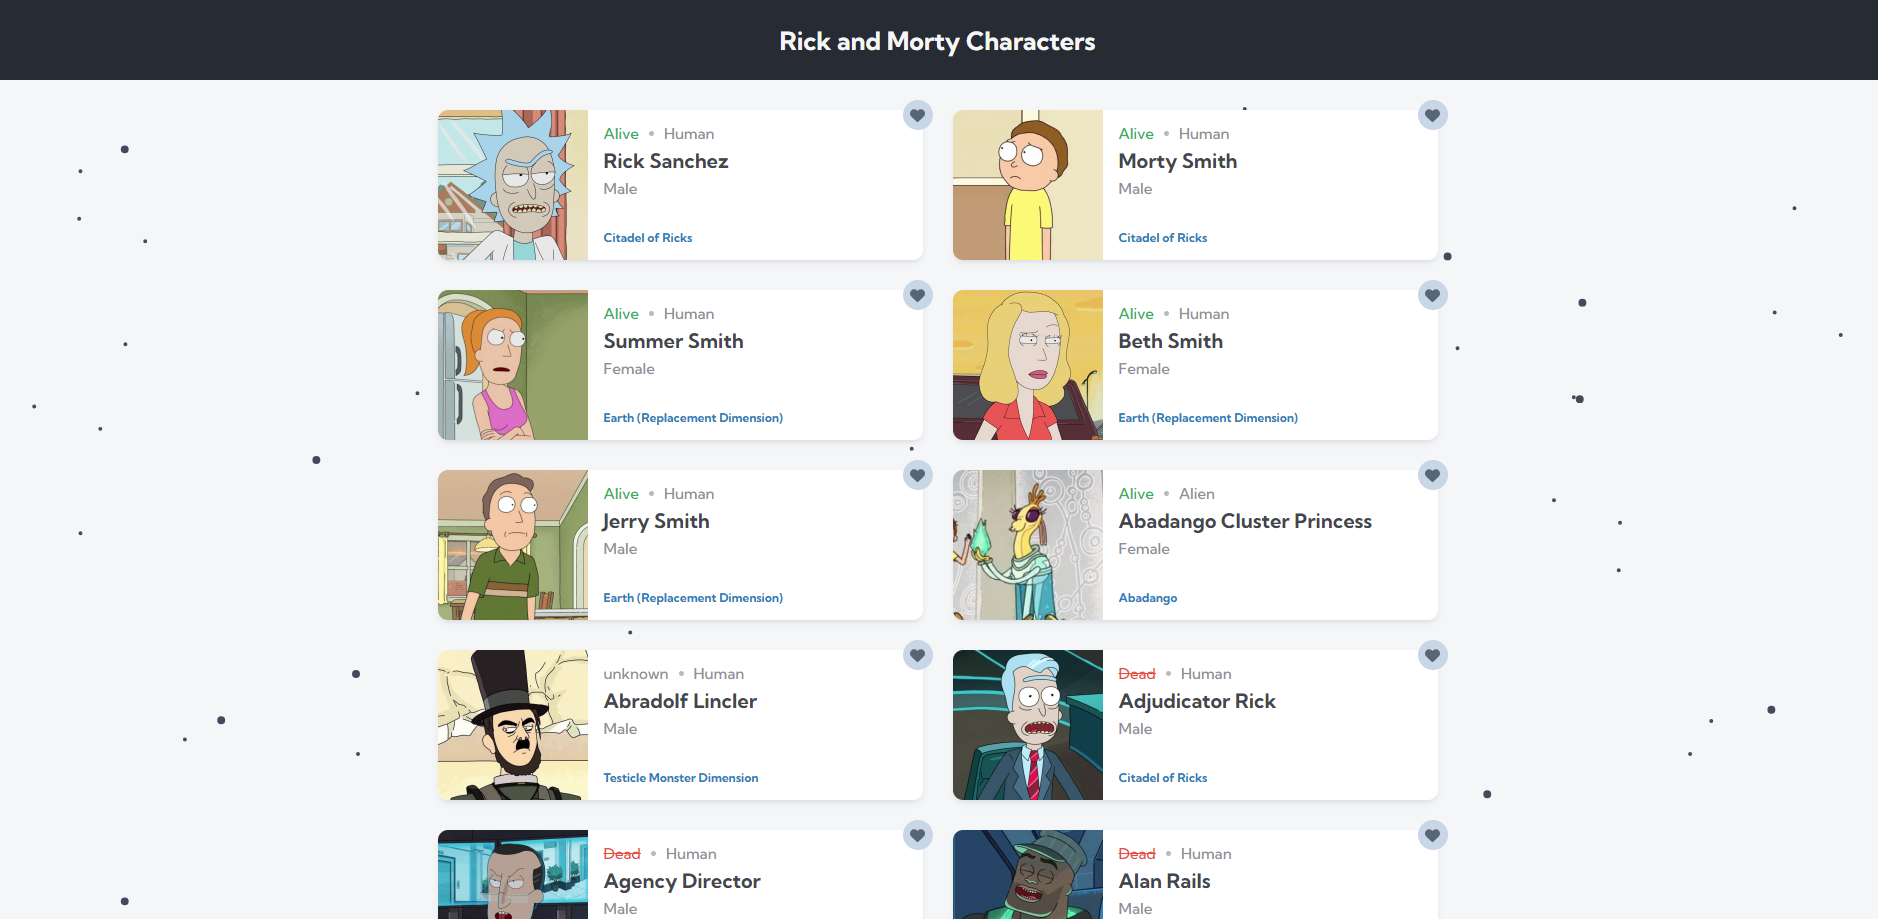 Rick and Morty Characters
Alive • Human
Rick Sanchez
Male
Citadel of Ricks
Alive • Human
Morty Smith
Male
Citadel of Ricks
Alive • Human
Summer Smith
Female
Earth (Replacement Dimension)
Alive • Human
Beth Smith
Female
Earth (Replacement Dimension)
Alive • Human
Jerry Smith
Male
Earth (Replacement Dimension)
Alive • Alien
Abadango Cluster Princess
Female
Abadango
unknown • Human
Abradolf Lincler
Male
Testicle Monster Dimension
Dead • Human
Adjudicator Rick
Male
Citadel of Ricks
Dead • Human
Agency Director
Male
Dead • Human
Alan Rails
Male